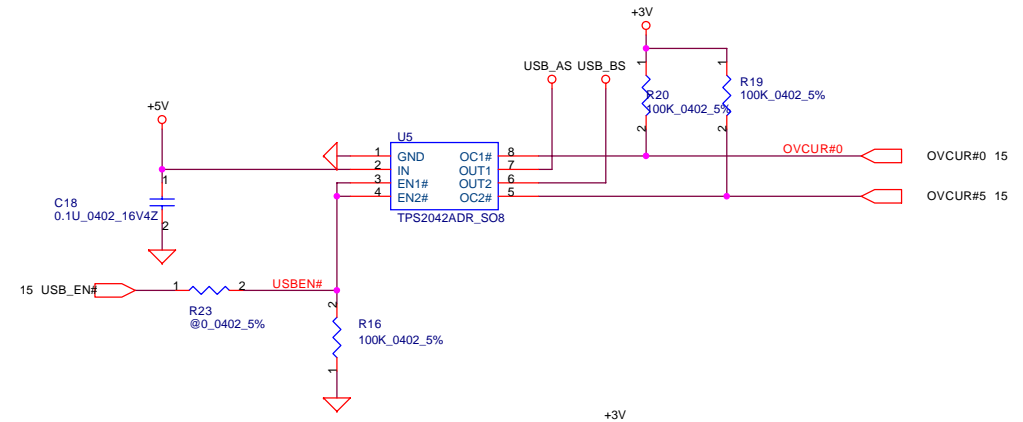 +3V
USB_AS USB_BS
1 1
R20 R19
100K_0402_5% 100K_0402_5%
2 2
+5V
U5
1 GND OC1# 8
2 IN OUT1 7
3 EN1# OUT2 6
4 EN2# OC2# 5
TPS2042ADR_SO8
OVCUR#0
OVCUR#0 15
OVCUR#5 15
1
C18
0.1U_0402_16V4Z
2
15 USB_EN#
1 2
USBEN#
R23
@0_0402_5%
2
R16
100K_0402_5%
1
+3V